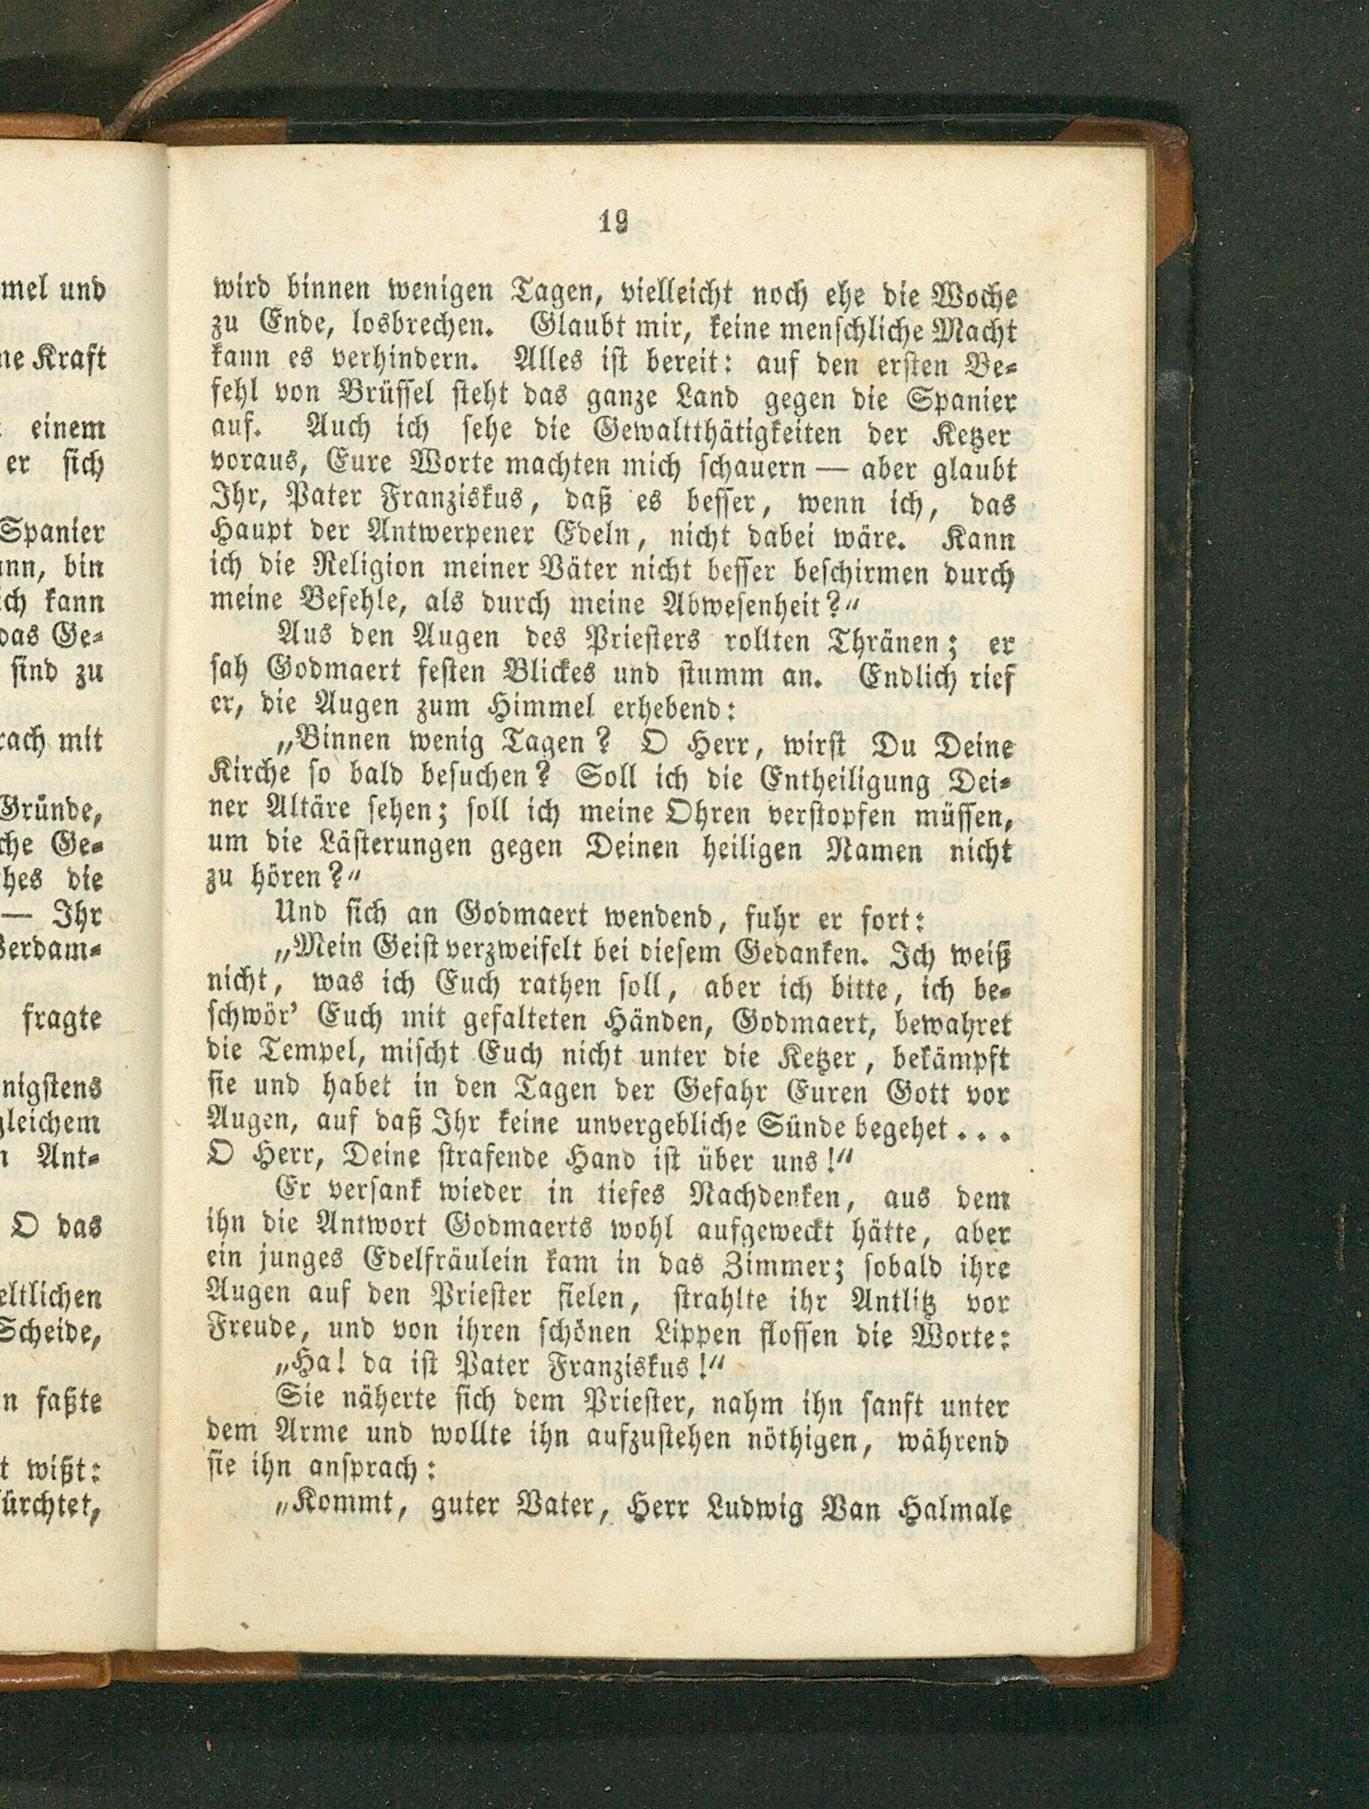 19
wird binnen wenigen Tagen, vielleicht noch ehe die Woche
zu Ende, losbrechen. Glaubt mir, keine menschliche Macht
kann es verhindern. Alles ist bereit: auf den ersten Be-
fehl von Brüssel steht das ganze Land gegen die Spanier
auf. Auch ich sehe die Gewaltthätigkeiten der Ketzer
voraus, Eure Worte machten mich schauern — aber glaubt
Ihr, Pater Franziskus, daß es besser, wenn ich, das
Haupt der Antwerpener Edeln, nicht dabei wäre. Kann
ich die Religion meiner Väter nicht besser beschirmen durch
meine Befehle, als durch meine Abwesenheit?“
Aus den Augen des Priesters rollten Thränen; er
sah Godmaert festen Blickes und stumm an. Endlich rief
er, die Augen zum Himmel erhebend:
„Binnen wenig Tagen? O Herr, wirst Du Deine
Kirche so bald besuchen? Soll ich die Entheiligung Dei-
ner Altäre sehen; soll ich meine Ohren verstopfen müssen,
um die Lästerungen gegen Deinen heiligen Namen nicht
zu hören?“
Und sich an Godmaert wendend, fuhr er fort:
„Mein Geist verzweifelt bei diesem Gedanken. Ich weiß
nicht, was ich Euch rathen soll, aber ich bitte, ich be-
schwör’ Euch mit gefalteten Händen, Godmaert, bewahret
die Tempel, mischt Euch nicht unter die Ketzer, bekämpft
sie und habet in den Tagen der Gefahr Euren Gott vor
Augen, auf daß Ihr keine unvergebliche Sünde begehet...
O Herr, Deine strafende Hand ist über uns!“
Er versank wieder in tiefes Nachdenken, aus dem
ihn die Antwort Godmaerts wohl aufgeweckt hätte, aber
ein junges Edelfräulein kam in das Zimmer; sobald ihre
Augen auf den Priester fielen, strahlte ihr Antlitz vor
Freude, und von ihren schönen Lippen flossen die Worte:
„Ha! da ist Pater Franziskus!“
Sie näherte sich dem Priester, nahm ihn sanft unter
dem Arme und wollte ihn aufzustehen nöthigen, während
sie ihn ansprach:
„Kommt, guter Vater, Herr Ludwig Van Halmale